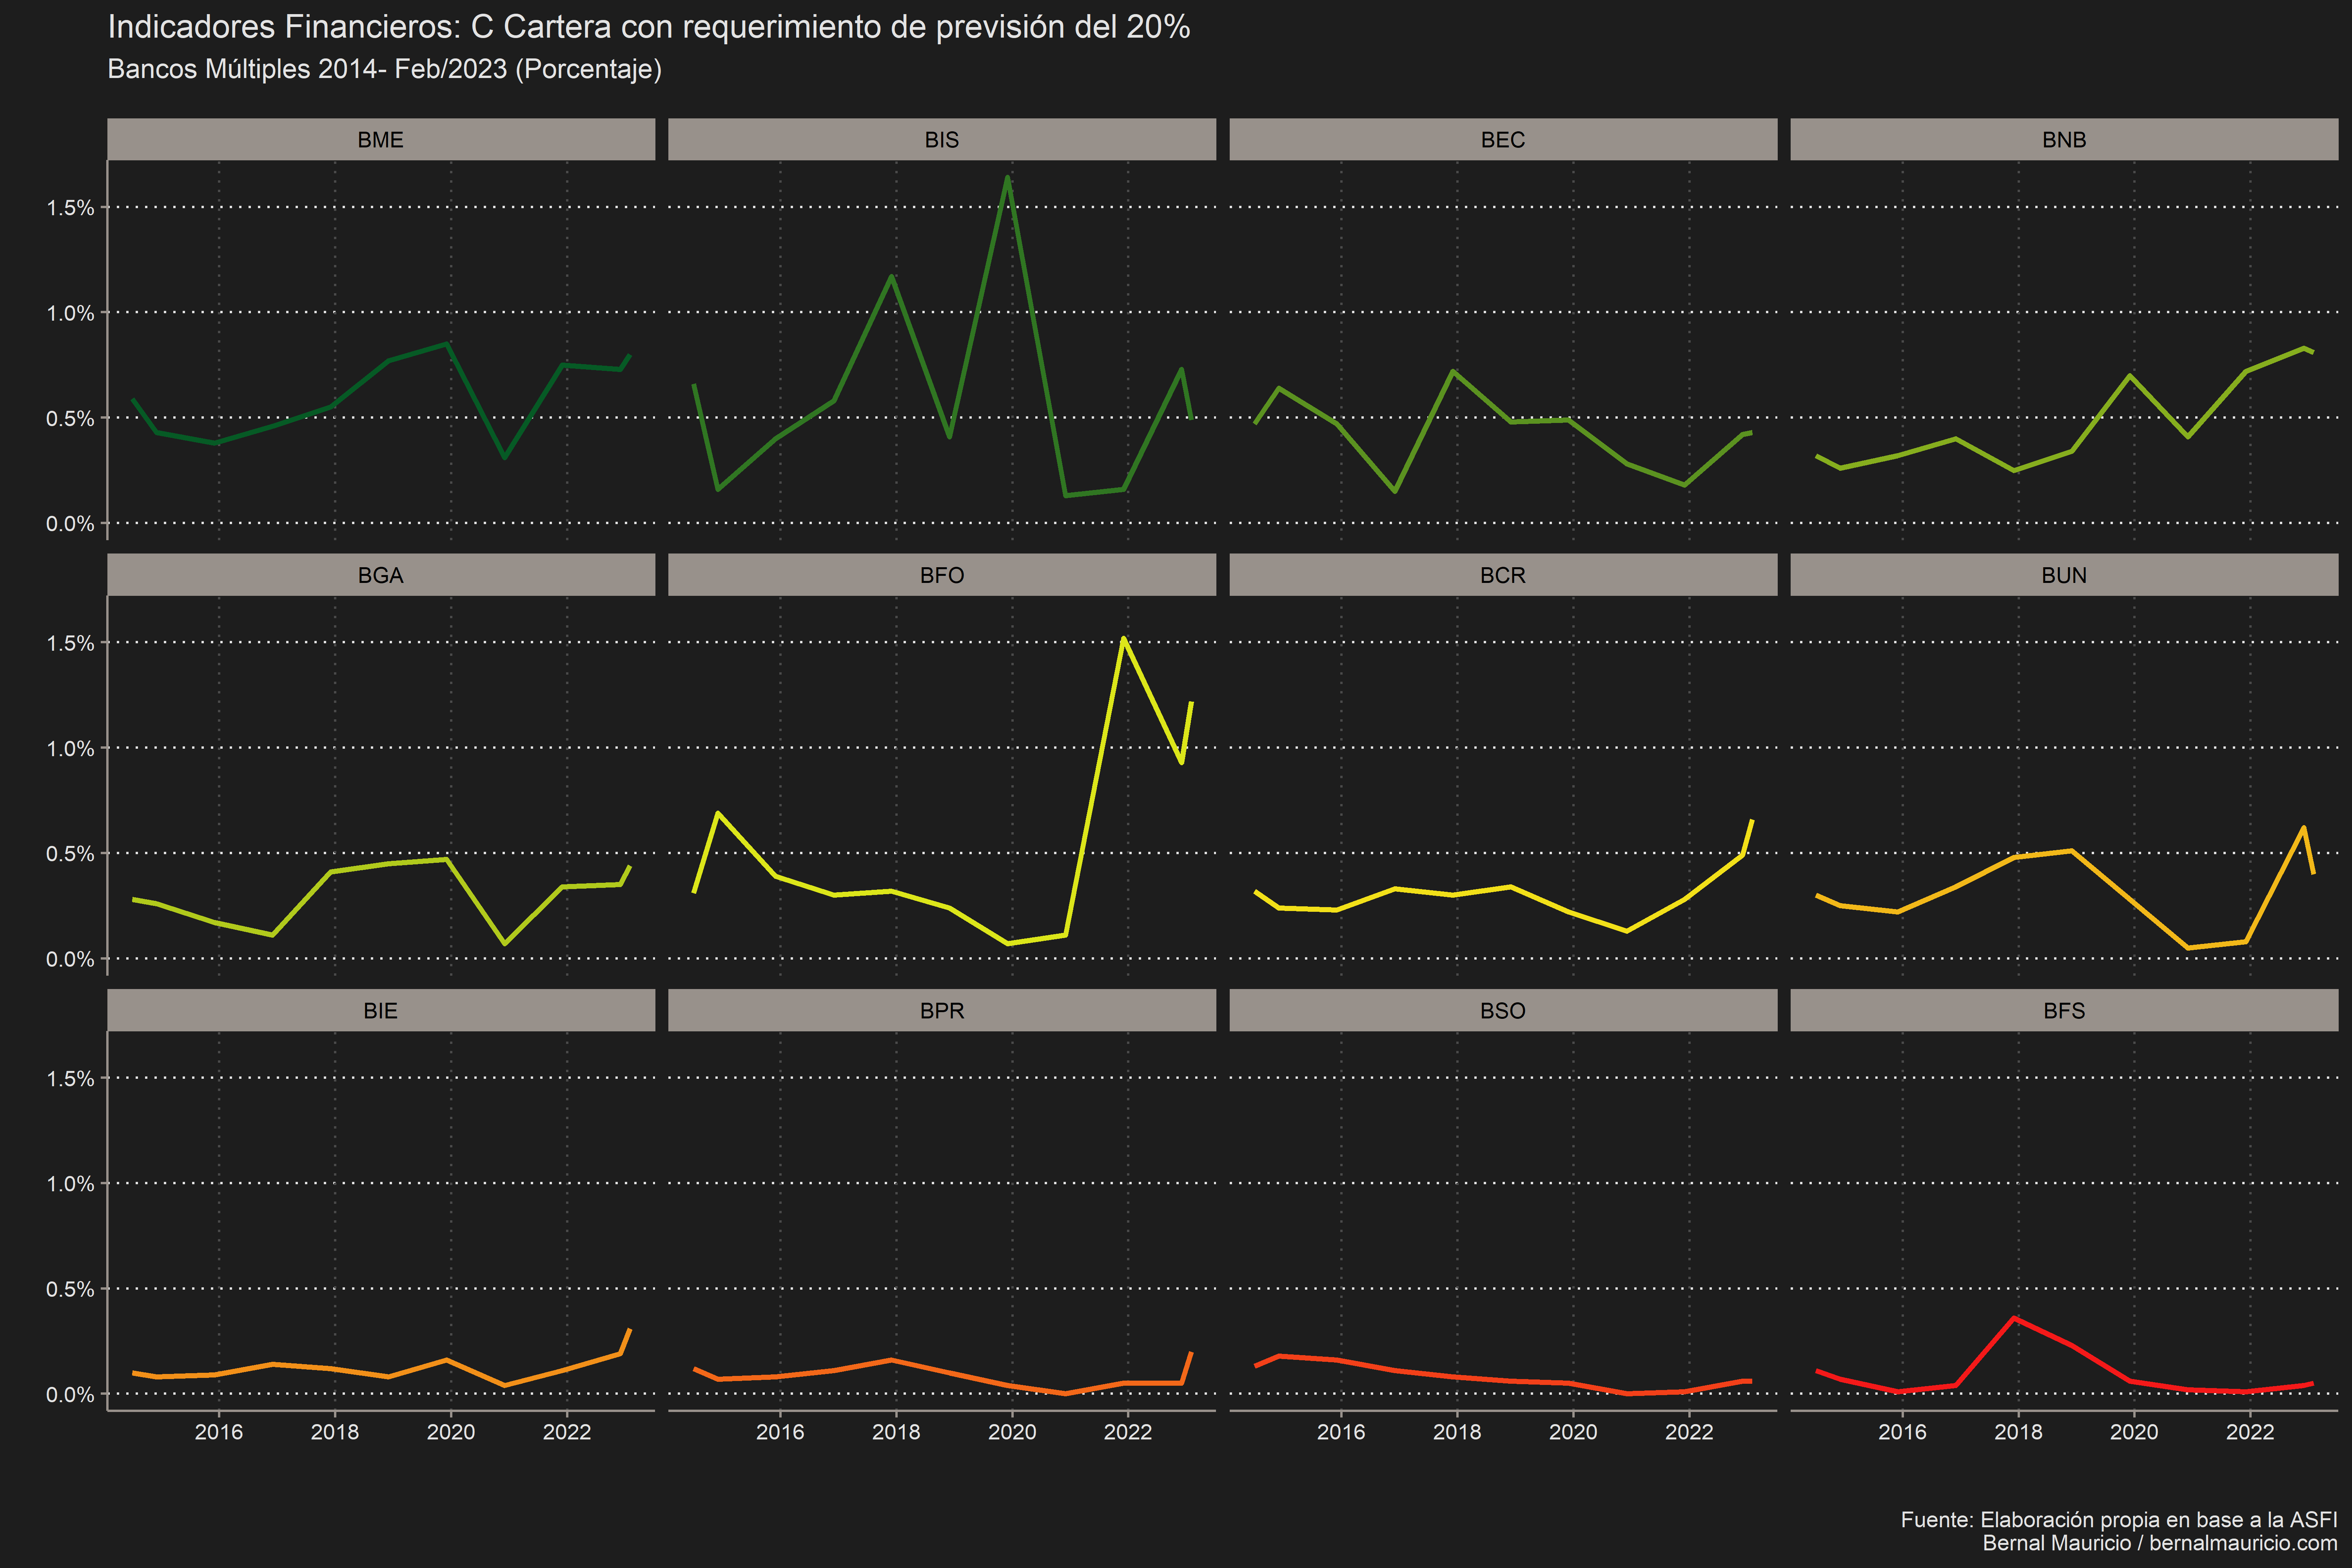 Indicadores Financieros: C Cartera con requerimiento de previsión del 20%
Bancos Múltiples 2014- Feb/2023 (Porcentaje)
BME
BIS
BEC
BNB
1.5%
1.0%
0.5%
0.0%
BGA
BFO
BCR
BUN
1.5%
1.0%
0.5%
0.0%
BIE
BPR
BSO
BFS
1.5%
1.0%
0.5%
0.0%
2016 2018 2020 2022
2016 2018 2020 2022
2016 2018 2020 2022
2016 2018 2020 2022
Fuente: Elaboración propia en base a la ASFI
Bernal Mauricio / bernalmauricio.com